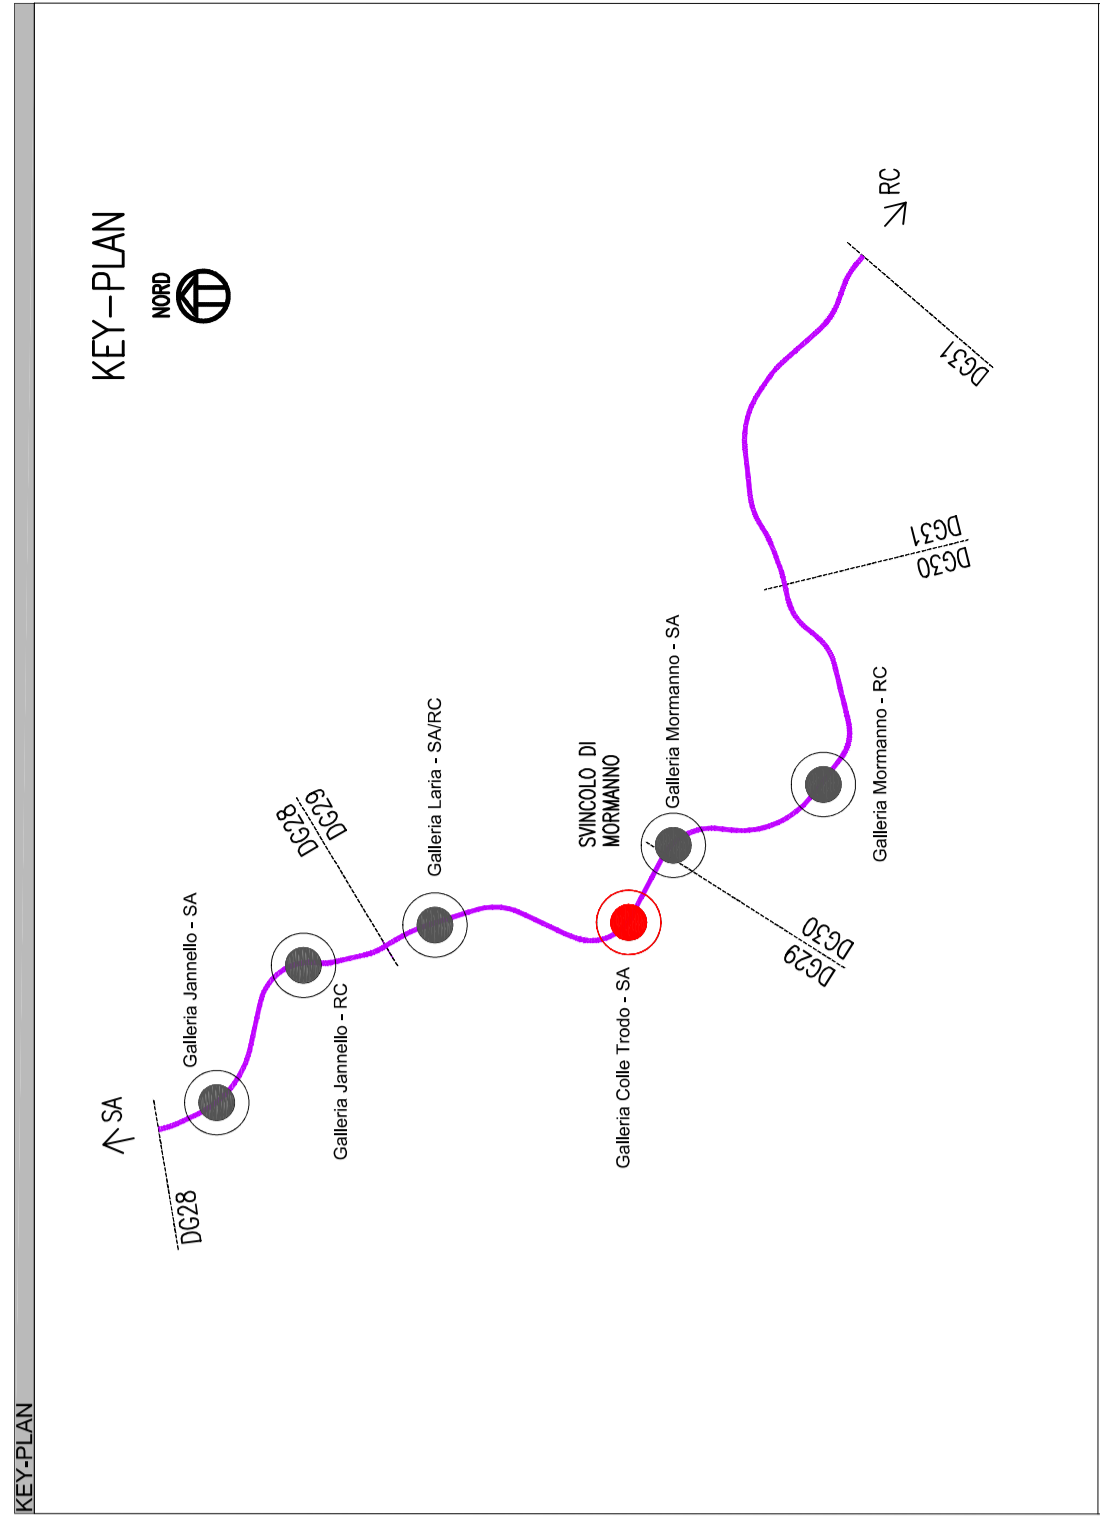 KEY-PLAN
KEY-PLAN
NORD
SA
DG28
Galleria Jannello - SA
Galleria Jannello - RC
DG28
DG29
Galleria Laria - SA/RC
SVINCOLO DI
MORMANNO
Galleria Colle Trodo - SA
Galleria Mormanno - SA
DG29
DG30
Galleria Mormanno - RC
DG30
DG31
DG31
RC